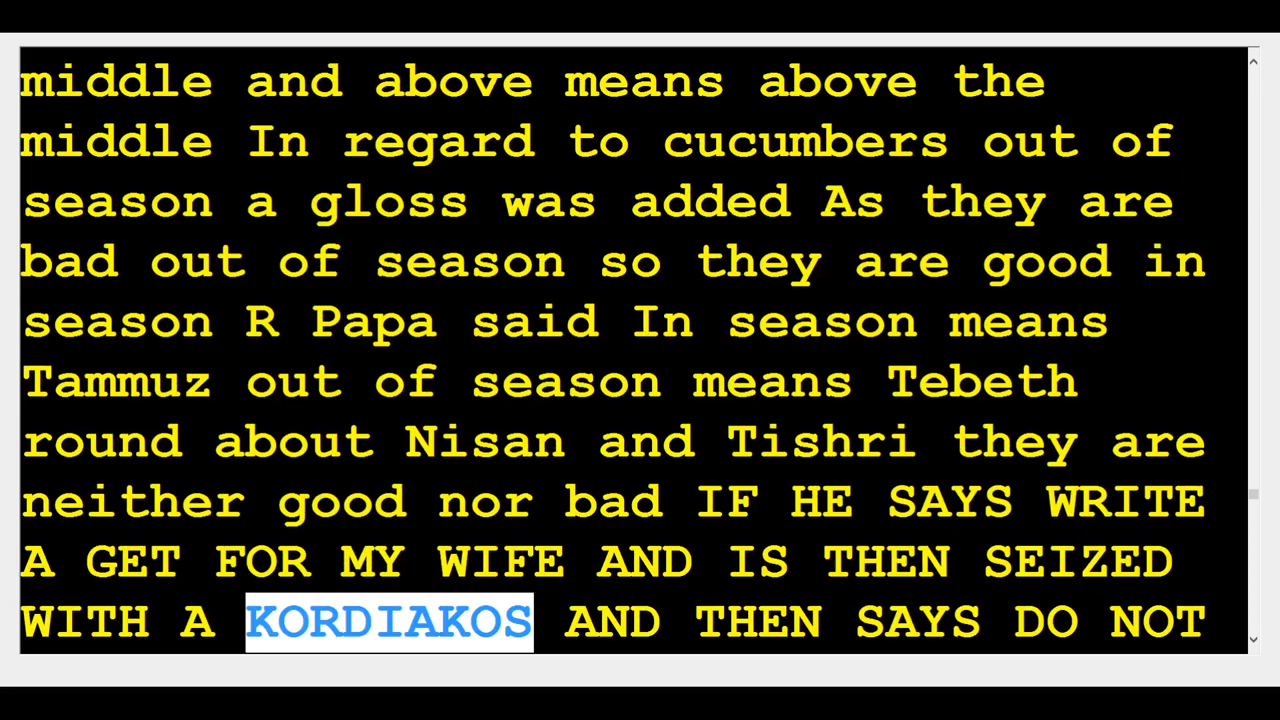 middle and above means above the
middle In regard to cucumbers out of
season a gloss was added As they are
bad out of season so they are good in
season R Papa said In season means
Tammuz out of season means Tebeth
round about Nisan and Tishri they are
neither good nor bad IF HE SAYS WRITE
A GET FOR MY WIFE AND IS THEN SEIZED
WITH A KORDIAKOS AND THEN SAYS DO NOT